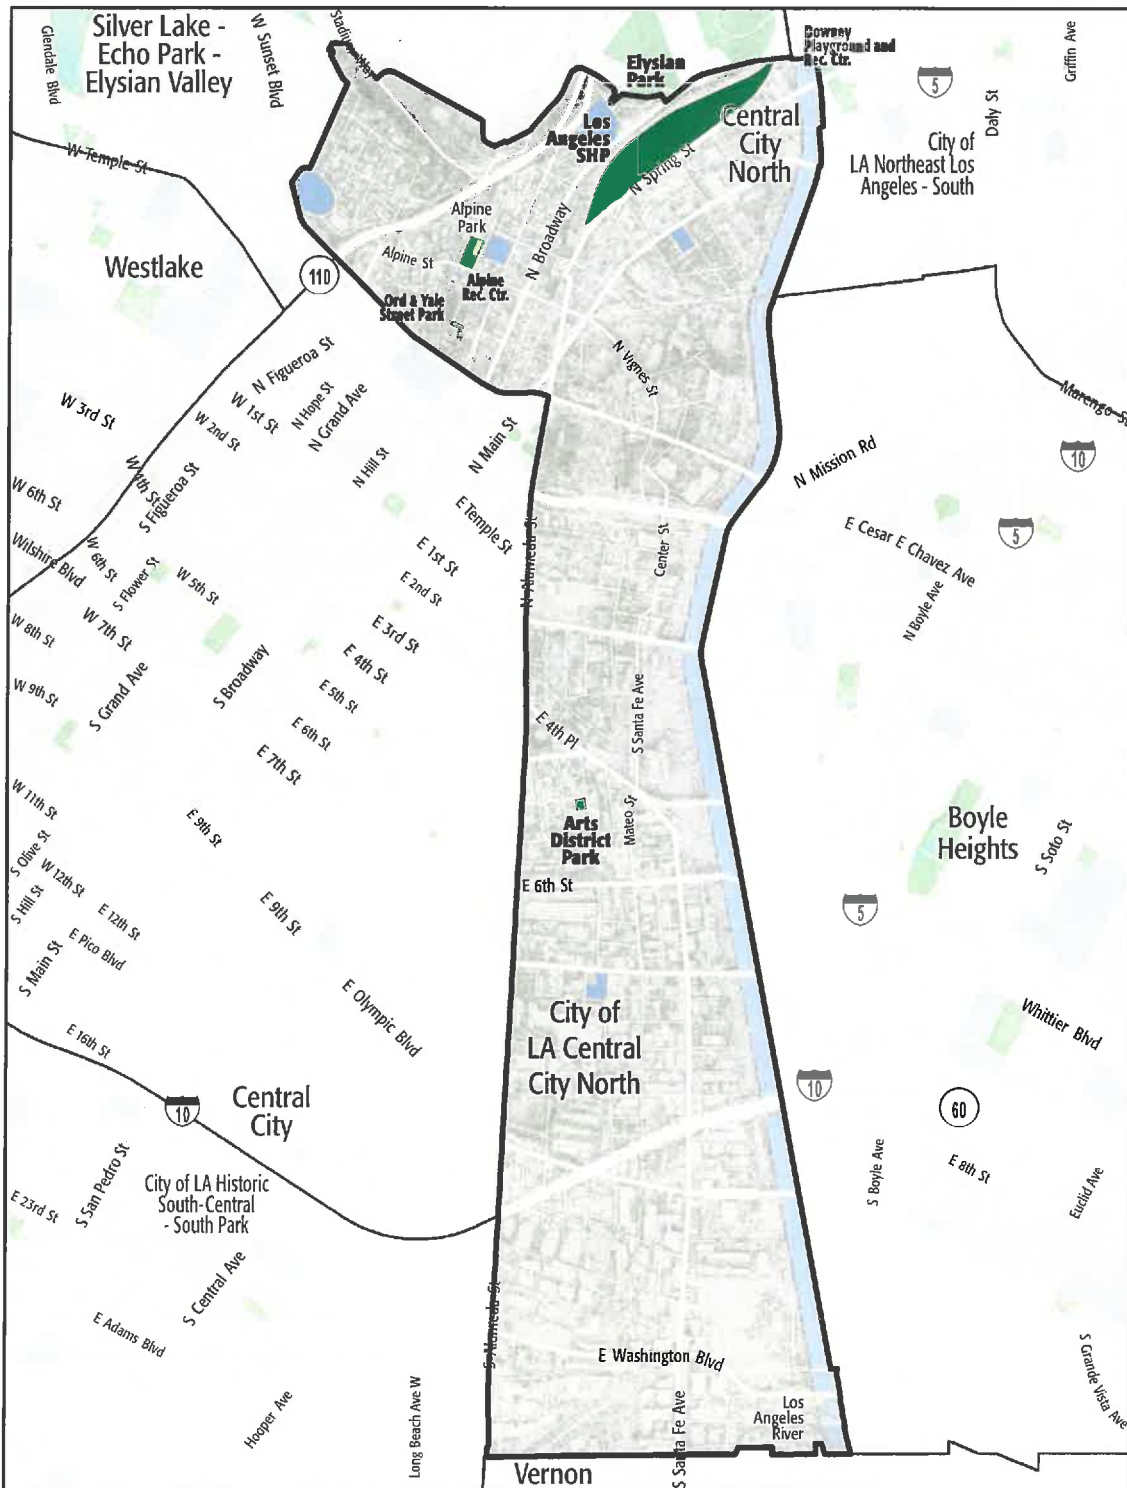 Silver Lake -
Echo Park -
Elysian Valley
Glendale Blvd
W Sunset Blvd
Stadium Way
Elysian
Park
Downey
Playground and
Rec. Ctr.
5
Griffin Ave
Daly St
Los
Angeles
SHP
Central
City
North
City of
LA Northeast Los
Angeles - South
W Temple St
N Spring St
Alpine
Park
N Broadway
Westlake
Alpine St
110
Alpine
Rec. Ctr.
Ord & Yale
Street Park
N Figueroa St
N Vignes St
W 3rd St
W 1st St
N Hope St
N Grand Ave
Marengo St
W 2nd St
N Main St
N Hill St
10
N Mission Rd
W 4th St
S Figueroa St
W 6th St
E Temple St
5
E Cesar E Chavez Ave
N Alameda St
Center St
Wilshire Blvd
W 6th St
S Flower St
W 5th St
E 1st St
E 2nd St
N Boyle Ave
W 8th St
W 7th St
E 3rd St
E 4th St
W 9th St
S Grand Ave
S Broadway
E 5th St
S Santa Fe Ave
E 6th St
E 4th Pl
E 7th St
W 11th St
E 9th St
Arts
District
Park
Mateo St
Boyle
Heights
S Soto St
S Olive St
W 12th St
S Hill St
E 12th St
E 9th St
E 6th St
5
E Pico Blvd
S Main St
E Olympic Blvd
City of
LA Central
City North
Whittier Blvd
E 16th St
10
Central
City
10
60
S San Pedro St
City of LA Historic
South-Central
- South Park
E 23rd St
S Boyle Ave
E 8th St
Euclid Ave
S Central Ave
S Alameda St
E Adams Blvd
E Washington Blvd
S Grande Vista Ave
Hooper Ave
Long Beach Ave W
S Santa Fe Ave
Los
Angeles
River
Vernon